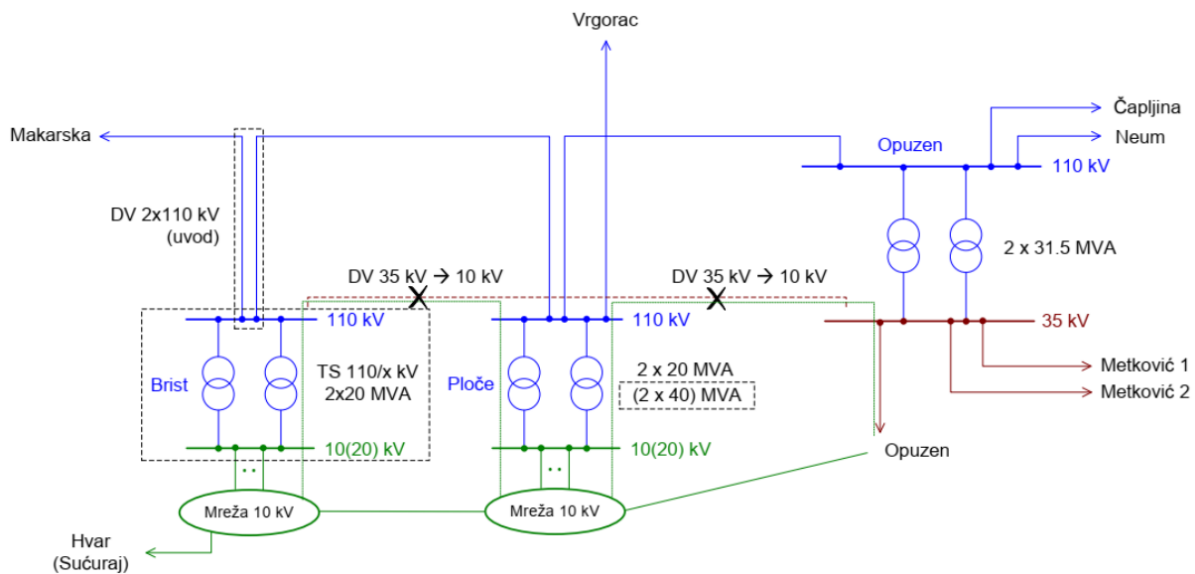 Vrgorac
Makarska
Čapljina
Neum
Opuzen
110 kV
DV 2x110 kV
(uvod)
2 x 31.5 MVA
DV 35 kV → 10 kV
DV 35 kV → 10 kV
110 kV
110 kV
35 kV
Brist
TS 110/x kV
2x20 MVA
Ploče
2 x 20 MVA
(2 x 40) MVA
Metković 1
Metković 2
10(20) kV
10(20) kV
Opuzen
Mreža 10 kV
Mreža 10 kV
Hvar
(Sućuraj)